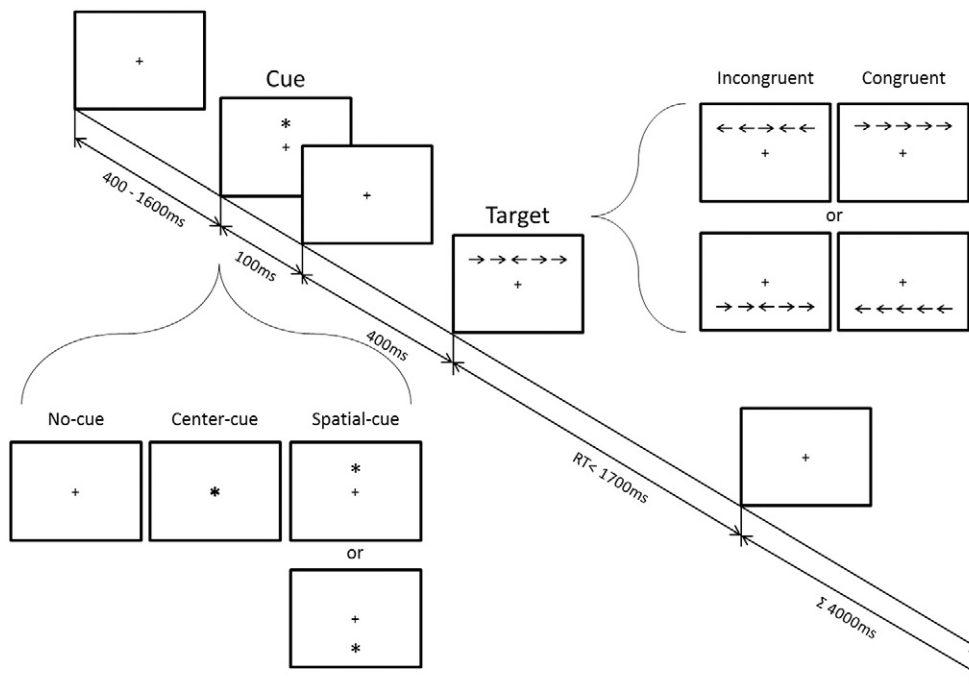 Cue
Target
Incongruent
Congruent
or
400 - 1600ms
100ms
400ms
RT< 1700ms
Σ 4000ms
No-cue
Center-cue
Spatial-cue
or